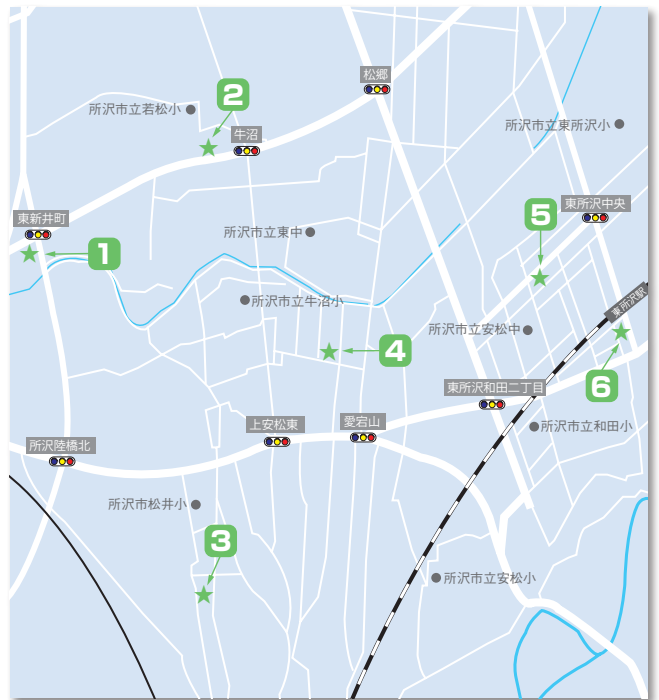 松郷
2
所沢市立若松小
所沢市立東所沢小
牛沼
5
東所沢中央
東新井町
所沢市立東中
1
所沢市立牛沼小
東所沢駅
所沢市立安松中
4
6
東所沢和田二丁目
上安松東
愛宕山
所沢市立和田小
所沢陸橋北
所沢市松井小
3
所沢市立安松小